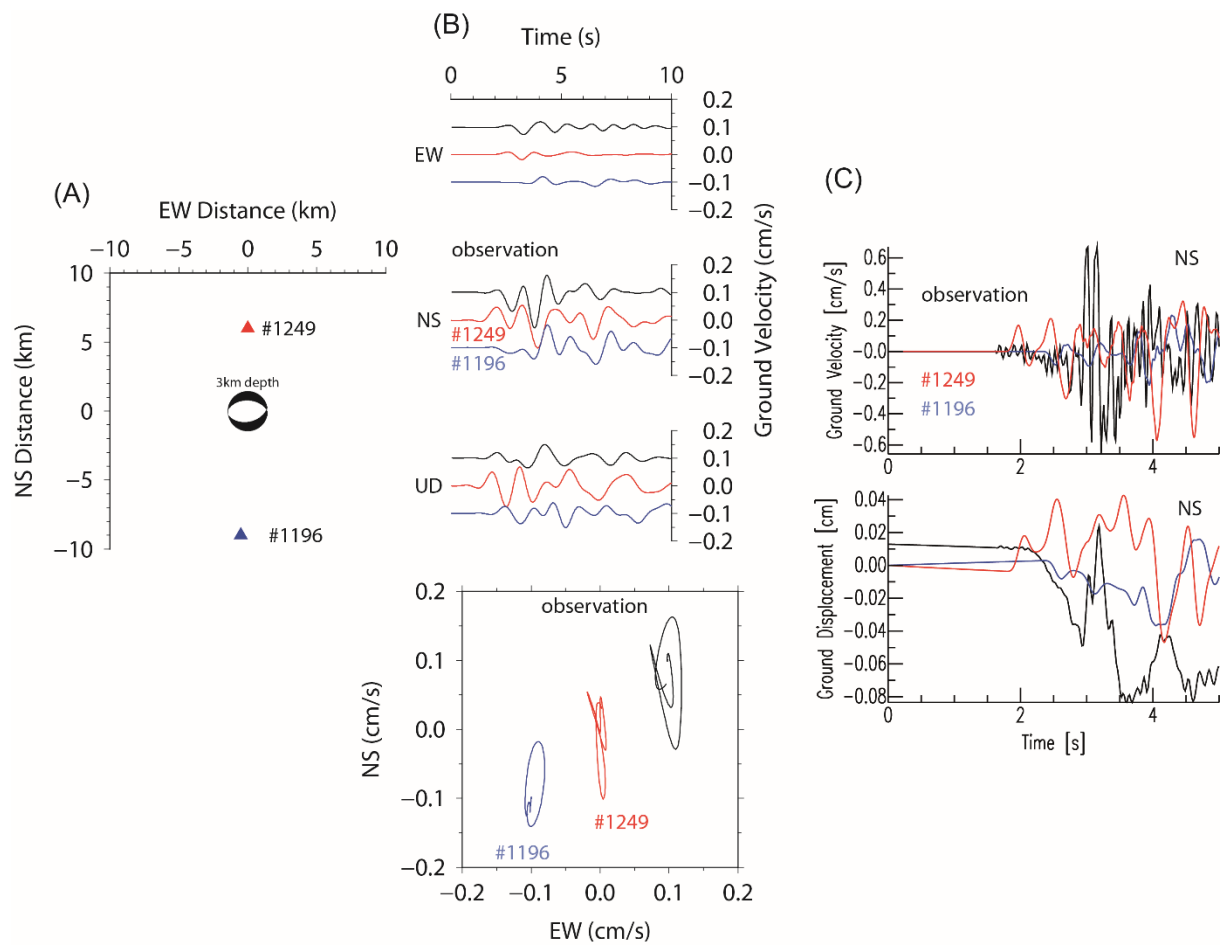 (A)
EW Distance (km)
−10 −5 0 5 10
NS Distance (km)
10
5
0
−5
−10
#1249
3km depth
#1196
(B)
Time (s)
0 5 10
EW
0.2
0.1
0.0
−0.1
−0.2
observation
NS
#1249
#1196
0.2
0.1
0.0
−0.1
−0.2
Ground Velocity (cm/s)
UD
0.2
0.1
0.0
−0.1
−0.2
observation
NS (cm/s)
0.2
0.1
0.0
−0.1
−0.2
#1249
#1196
−0.2 −0.1 0.0 0.1 0.2
EW (cm/s)
(C)
NS
observation
Ground Velocity [cm/s]
0.6
0.4
0.2
−0.0
−0.2
−0.4
−0.6
#1249
#1196
0 2 4
NS
Ground Displacement [cm]
0.04
0.02
0.00
−0.02
−0.04
−0.06
−0.08
0 2 4
Time [s]